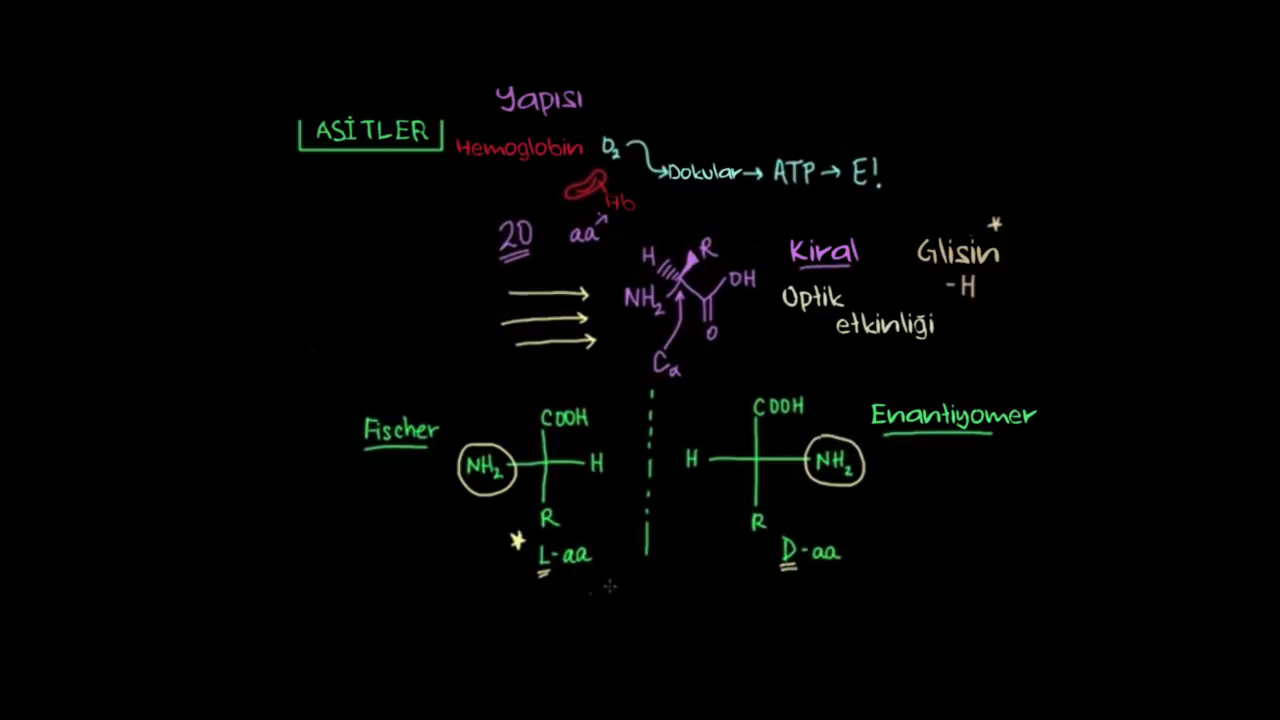 Yapısı
ASİTLER
Hemoglobin O2 Dokular → ATP → E!
Hb
20 aa
H R
NH2 OH
O
Cα
Kiral
Optik
etkinliği
Glisin *
-H
Fischer
COOH
NH2 H
R
* L-aa
COOH
H NH2
R
D-aa
Enantiyomer